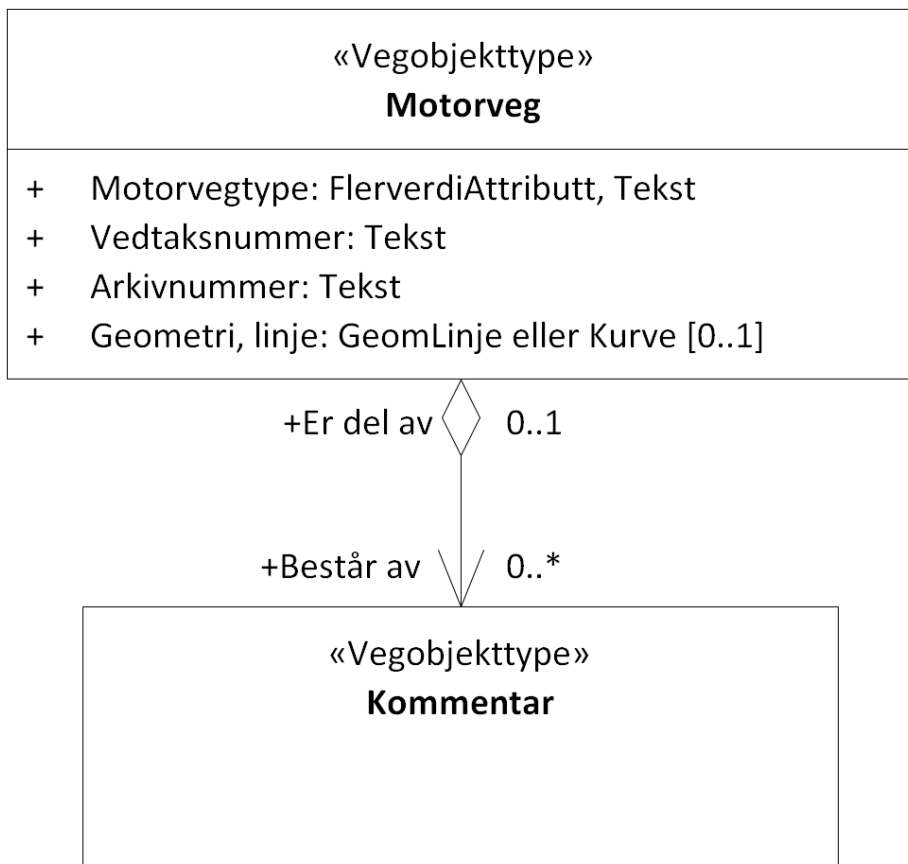 «Vegobjekttype»
Motorveg
+ Motorvegtype: FlerverdiAttributt, Tekst
+ Vedtaksnummer: Tekst
+ Arkivnummer: Tekst
+ Geometri, linje: GeomLinje eller Kurve [0..1]
+Er del av 0..1
+Består av 0..*
«Vegobjekttype»
Kommentar